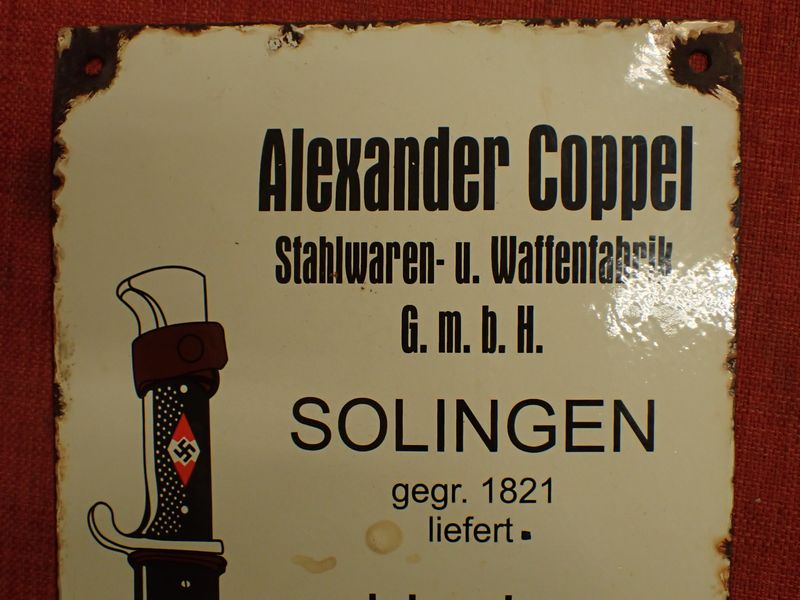 Alexander Coppel
Stahlwaren- u. Waffenfabrik
G. m. b. H.
SOLINGEN
gegr. 1821
liefert